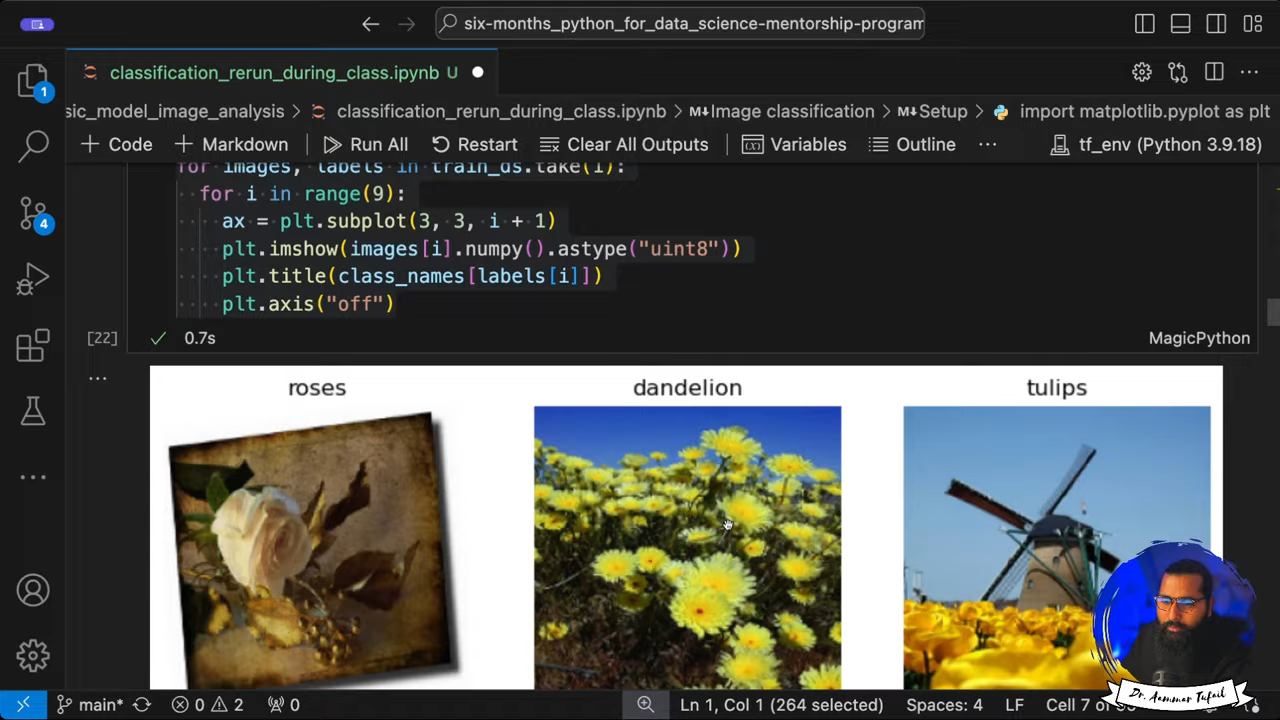 six-months_python_for_data_science-mentorship-program
classification_rerun_during_class.ipynb U
1
sic_model_image_analysis > classification_rerun_during_class.ipynb > M↓Image classification > M↓Setup > import matplotlib.pyplot as plt
+ Code + Markdown Run All Restart Clear All Outputs Variables Outline ... tf_env (Python 3.9.18)
for images, labels in train_ds.take(1):
for i in range(9):
ax = plt.subplot(3, 3, i + 1)
plt.imshow(images[i].numpy().astype("uint8"))
plt.title(class_names[labels[i]])
plt.axis("off")
4
[22] 0.7s MagicPython
roses dandelion tulips
Dr. Aammar Tufail
main* 0 2 0 Ln 1, Col 1 (264 selected) Spaces: 4 LF Cell 7 of